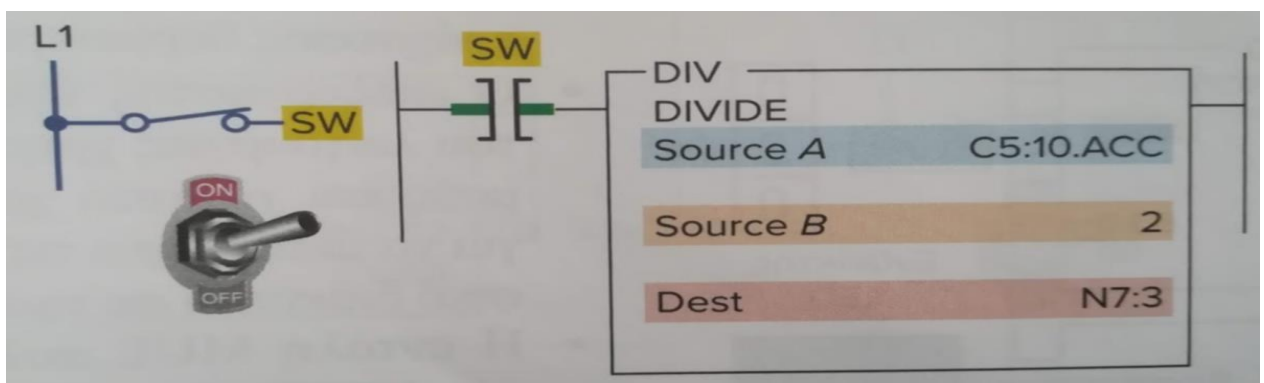 L1
SW
SW
ON
OFF
DIV
DIVIDE
Source A C5:10.ACC
Source B 2
Dest N7:3